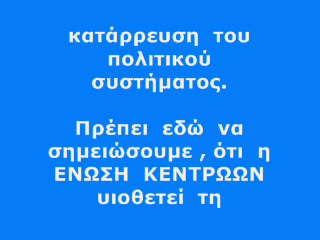 κατάρρευση του
πολιτικού
συστήματος.
Πρέπει εδώ να
σημειώσουμε , ότι η
ΕΝΩΣΗ ΚΕΝΤΡΩΩΝ
υιοθετεί τη